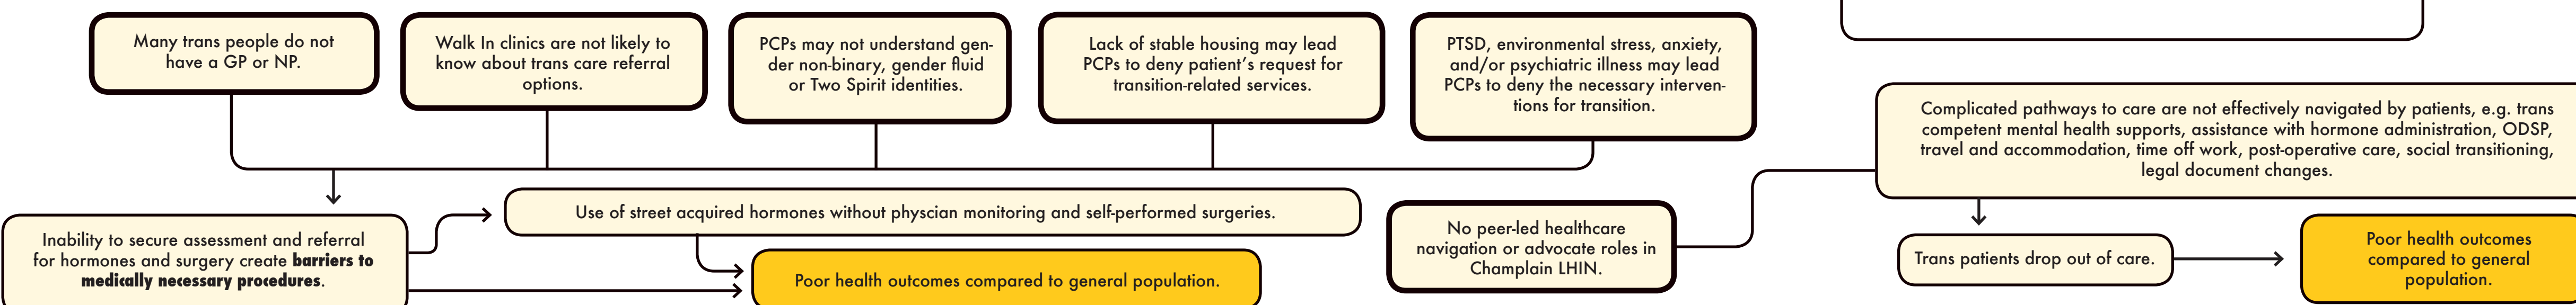 Many trans people do not
have a GP or NP.
Walk In clinics are not likely to
know about trans care referral
options.
PCPs may not understand gen-
der non-binary, gender fluid
or Two Spirit identities.
Lack of stable housing may lead
PCPs to deny patient’s request for
transition-related services.
PTSD, environmental stress, anxiety,
and/or psychiatric illness may lead
PCPs to deny the necessary interven-
tions for transition.
Complicated pathways to care are not effectively navigated by patients, e.g. trans
competent mental health supports, assistance with hormone administration, ODSP,
travel and accommodation, time off work, post-operative care, social transitioning,
legal document changes.
Inability to secure assessment and referral
for hormones and surgery create barriers to
medically necessary procedures.
Use of street acquired hormones without physcian monitoring and self-performed surgeries.
Poor health outcomes compared to general population.
No peer-led healthcare
navigation or advocate roles in
Champlain LHIN.
Trans patients drop out of care.
Poor health outcomes
compared to general
population.